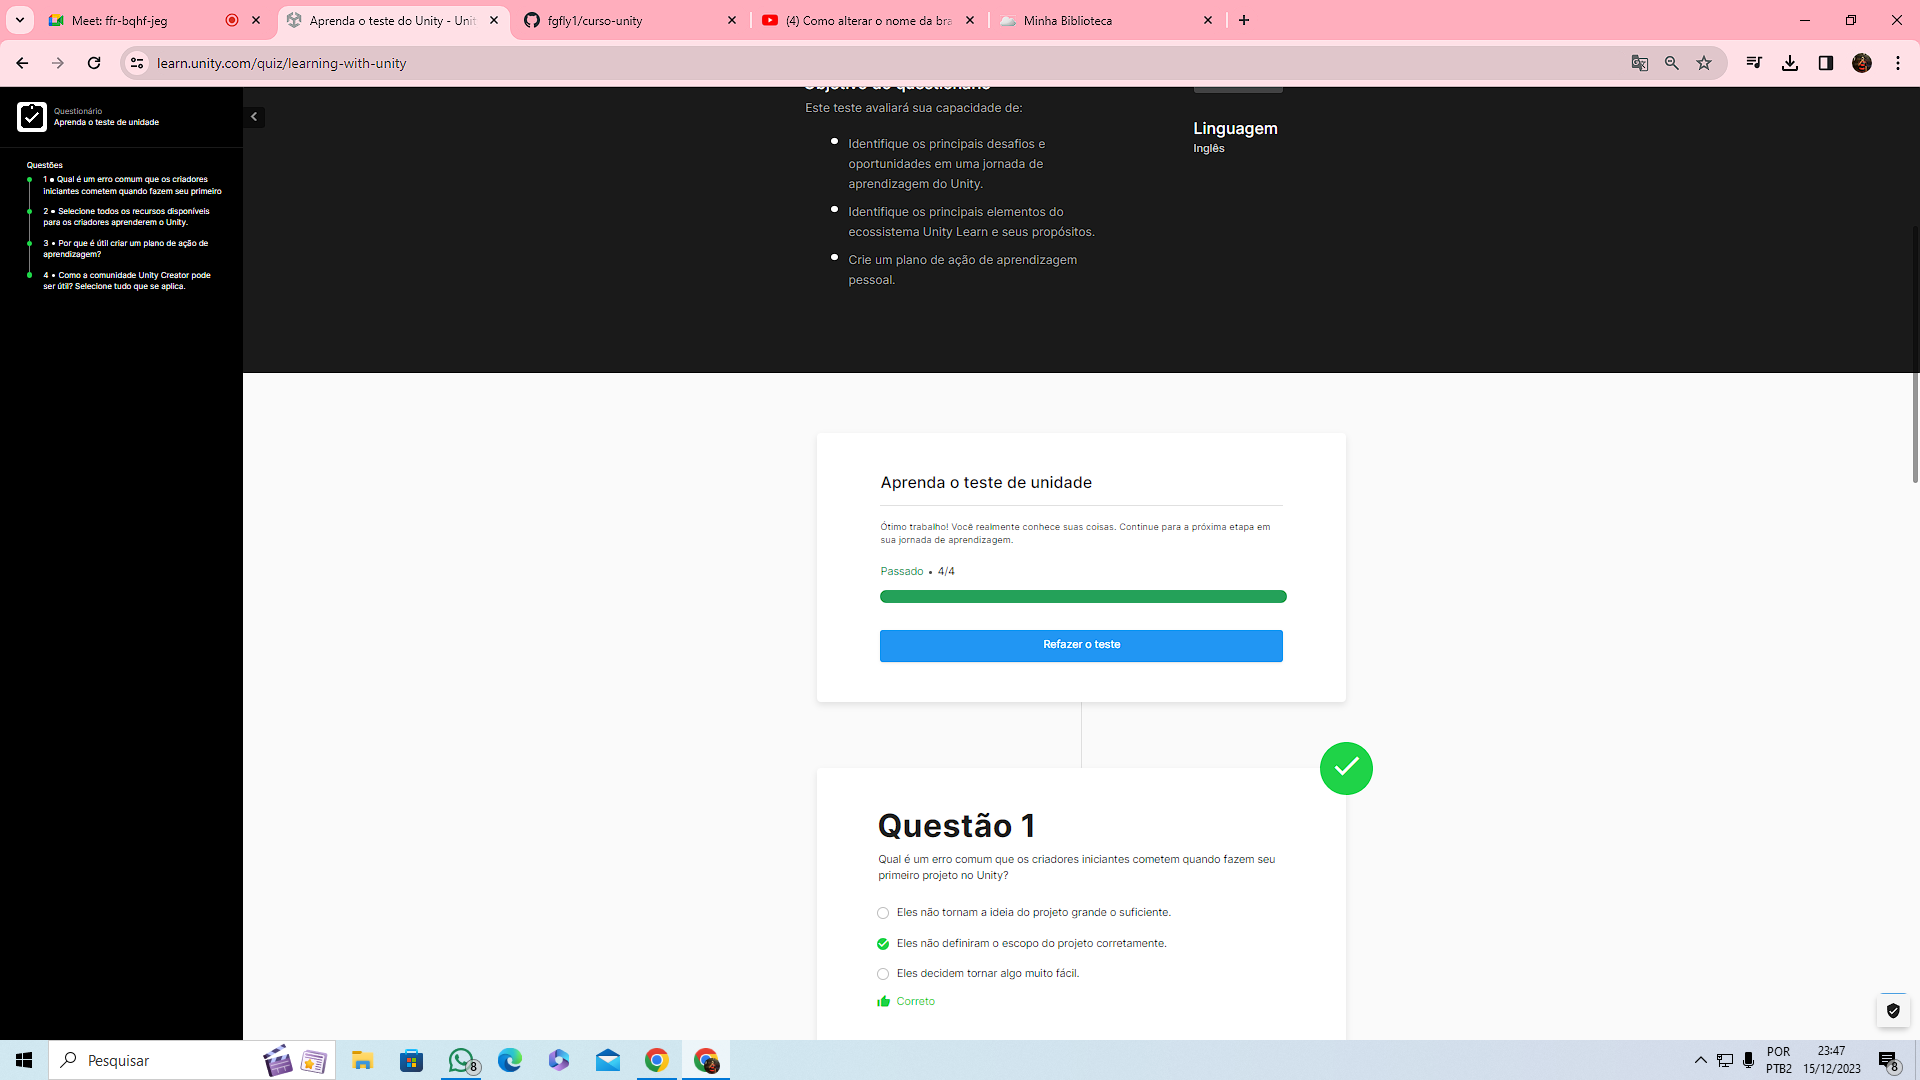 Meet: ffr-bqhf-jeg
Aprenda o teste do Unity - Unit
fgfly1/curso-unity
(4) Como alterar o nome da bra
Minha Biblioteca
learn.unity.com/quiz/learning-with-unity
Questionário
Aprenda o teste de unidade
Questões
1 • Qual é um erro comum que os criadores
iniciantes cometem quando fazem seu primeiro
2 • Selecione todos os recursos disponíveis
para os criadores aprenderem o Unity.
3 • Por que é útil criar um plano de ação de
aprendizagem?
4 • Como a comunidade Unity Creator pode
ser útil? Selecione tudo que se aplica.
Objetivo do questionário
Este teste avaliará sua capacidade de:
Identifique os principais desafios e
oportunidades em uma jornada de
aprendizagem do Unity.
Identifique os principais elementos do
ecossistema Unity Learn e seus propósitos.
Crie um plano de ação de aprendizagem
pessoal.
Linguagem
Inglês
Aprenda o teste de unidade
Ótimo trabalho! Você realmente conhece suas coisas. Continue para a próxima etapa em
sua jornada de aprendizagem.
Passado • 4/4
Refazer o teste
Questão 1
Qual é um erro comum que os criadores iniciantes cometem quando fazem seu
primeiro projeto no Unity?
Eles não tornam a ideia do projeto grande o suficiente.
Eles não definiram o escopo do projeto corretamente.
Eles decidem tornar algo muito fácil.
Correto
Pesquisar
8
POR
PTB2
23:47
15/12/2023
8